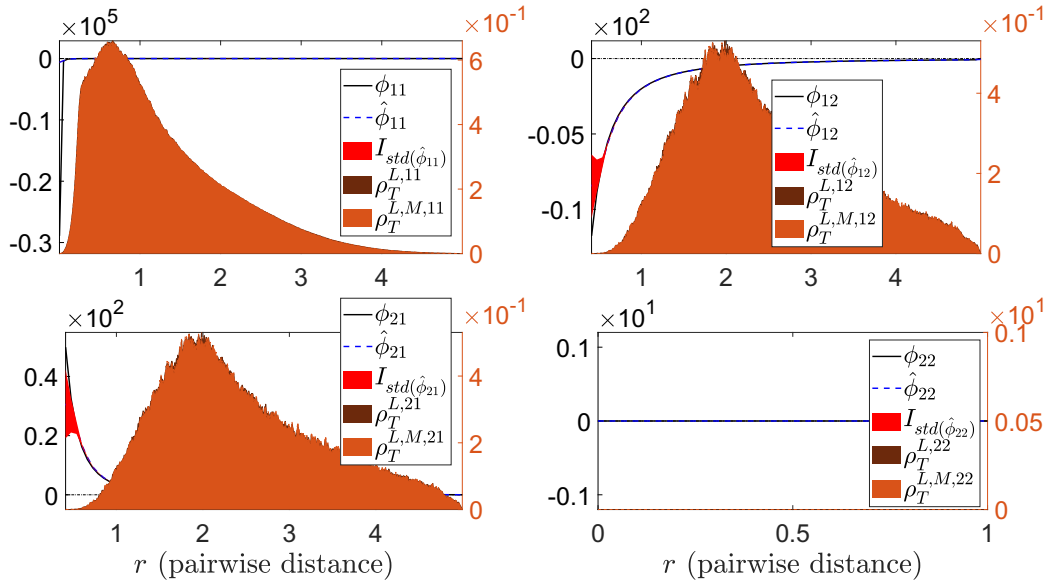 ×10^5
×10^-1
0
-0.1
-0.2
-0.3
6
4
2
0
1 2 3 4
ϕ_11
ϕ̂_11
I_std(ϕ̂_11)
ρ_T^L,11
ρ_T^L,M,11
×10^2
×10^-1
0
-0.05
-0.1
4
2
0
1 2 3 4
ϕ_12
ϕ̂_12
I_std(ϕ̂_12)
ρ_T^L,12
ρ_T^L,M,12
×10^2
×10^-1
0.4
0.2
0
4
2
0
1 2 3 4
r (pairwise distance)
ϕ_21
ϕ̂_21
I_std(ϕ̂_21)
ρ_T^L,21
ρ_T^L,M,21
×10^1
×10^1
0.1
0
-0.1
0.1
0.05
0
0 0.5 1
r (pairwise distance)
ϕ_22
ϕ̂_22
I_std(ϕ̂_22)
ρ_T^L,22
ρ_T^L,M,22